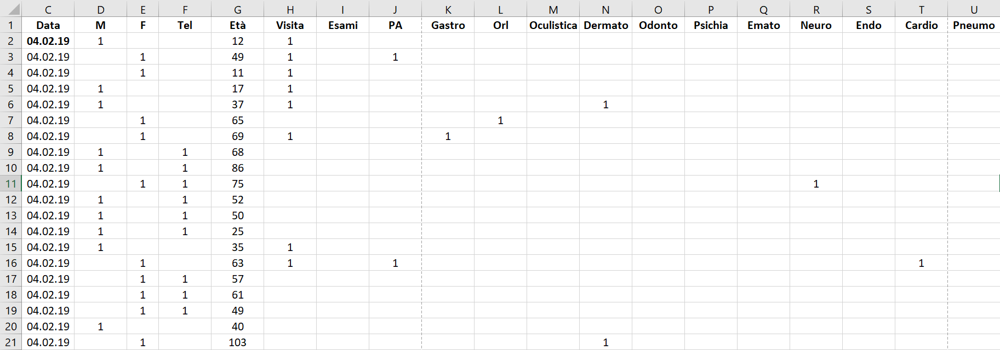 C D E F G H I J K L M N O P Q R S T U
1 Data M F Tel Età Visita Esami PA Gastro Orl Oculistica Dermato Odonto Psichia Emato Neuro Endo Cardio Pneumo
2 04.02.19 1 12 1
3 04.02.19 1 49 1 1
4 04.02.19 1 11 1
5 04.02.19 1 17 1
6 04.02.19 1 37 1 1
7 04.02.19 1 65 1
8 04.02.19 1 69 1 1
9 04.02.19 1 1 68
10 04.02.19 1 1 86
11 04.02.19 1 1 75 1
12 04.02.19 1 1 52
13 04.02.19 1 1 50
14 04.02.19 1 1 25
15 04.02.19 1 35 1
16 04.02.19 1 63 1 1 1
17 04.02.19 1 1 57
18 04.02.19 1 1 61
19 04.02.19 1 1 49
20 04.02.19 1 40
21 04.02.19 1 103 1